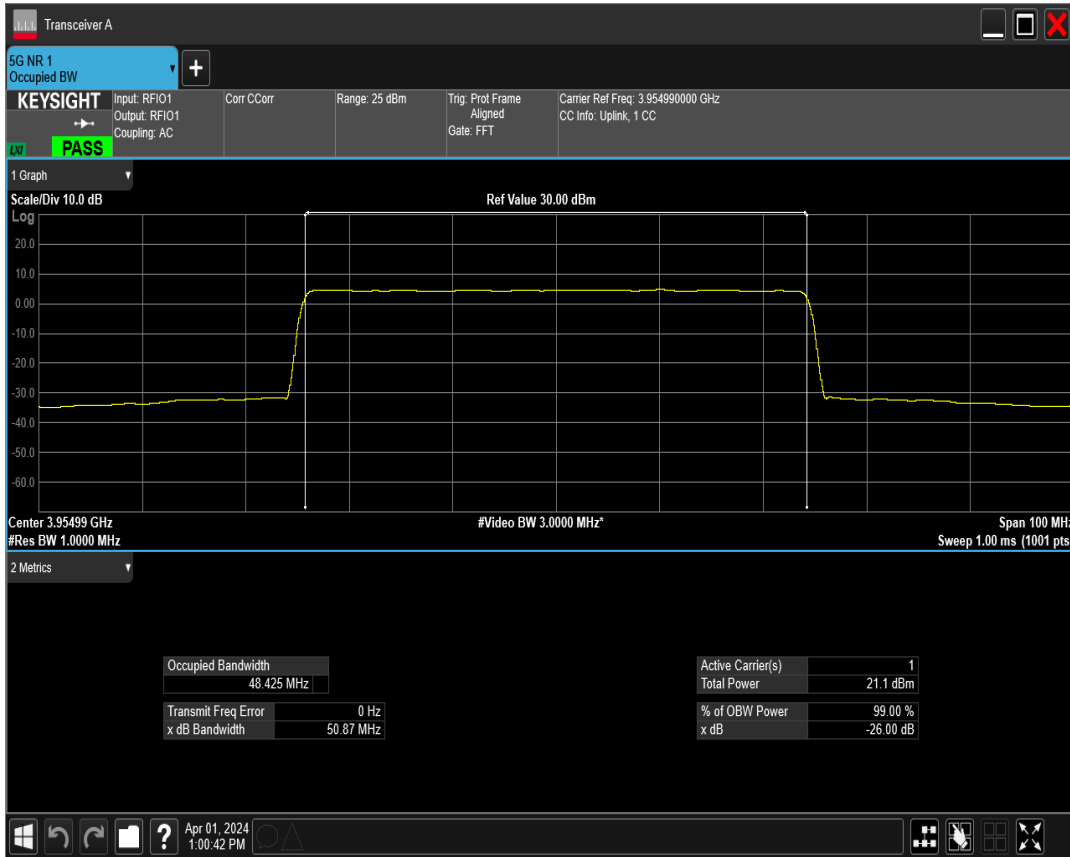 Transceiver A
5G NR 1
Occupied BW
+
KEYSIGHT
LXI
PASS
Input: RFIO1
Output: RFIO1
Coupling: AC
Corr CCorr
Range: 25 dBm
Trig: Prot Frame
Aligned
Gate: FFT
Carrier Ref Freq: 3.954990000 GHz
CC Info: Uplink, 1 CC
1 Graph
Scale/Div 10.0 dB
Ref Value 30.00 dBm
Log
20.0
10.0
0.00
-10.0
-20.0
-30.0
-40.0
-50.0
-60.0
Center 3.95499 GHz
#Video BW 3.0000 MHz*
Span 100 MHz
#Res BW 1.0000 MHz
Sweep 1.00 ms (1001 pts
2 Metrics
Occupied Bandwidth
48.425 MHz
Transmit Freq Error 0 Hz
x dB Bandwidth 50.87 MHz
Active Carrier(s) 1
Total Power 21.1 dBm
% of OBW Power 99.00 %
x dB -26.00 dB
?
Apr 01, 2024
1:00:42 PM